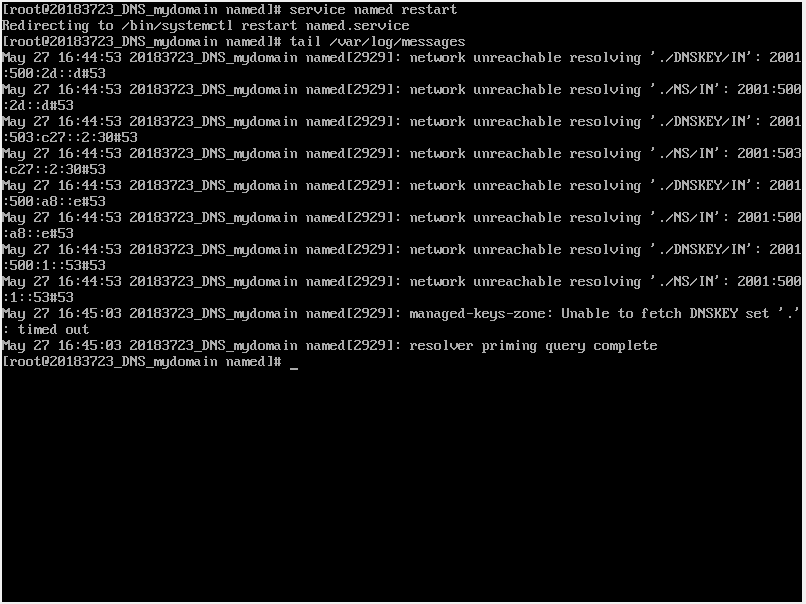 [root@20183723_DNS_mydomain named]# service named restart
Redirecting to /bin/systemctl restart named.service
[root@20183723_DNS_mydomain named]# tail /var/log/messages
May 27 16:44:53 20183723_DNS_mydomain named[2929]: network unreachable resolving './DNSKEY/IN': 2001
:500:2d::d#53
May 27 16:44:53 20183723_DNS_mydomain named[2929]: network unreachable resolving './NS/IN': 2001:500
:2d::d#53
May 27 16:44:53 20183723_DNS_mydomain named[2929]: network unreachable resolving './DNSKEY/IN': 2001
:503:c27::2:30#53
May 27 16:44:53 20183723_DNS_mydomain named[2929]: network unreachable resolving './NS/IN': 2001:503
:c27::2:30#53
May 27 16:44:53 20183723_DNS_mydomain named[2929]: network unreachable resolving './DNSKEY/IN': 2001
:500:a8::e#53
May 27 16:44:53 20183723_DNS_mydomain named[2929]: network unreachable resolving './NS/IN': 2001:500
:a8::e#53
May 27 16:44:53 20183723_DNS_mydomain named[2929]: network unreachable resolving './DNSKEY/IN': 2001
:500:1::53#53
May 27 16:44:53 20183723_DNS_mydomain named[2929]: network unreachable resolving './NS/IN': 2001:500
:1::53#53
May 27 16:45:03 20183723_DNS_mydomain named[2929]: managed-keys-zone: Unable to fetch DNSKEY set '.'
: timed out
May 27 16:45:03 20183723_DNS_mydomain named[2929]: resolver priming query complete
[root@20183723_DNS_mydomain named]# _